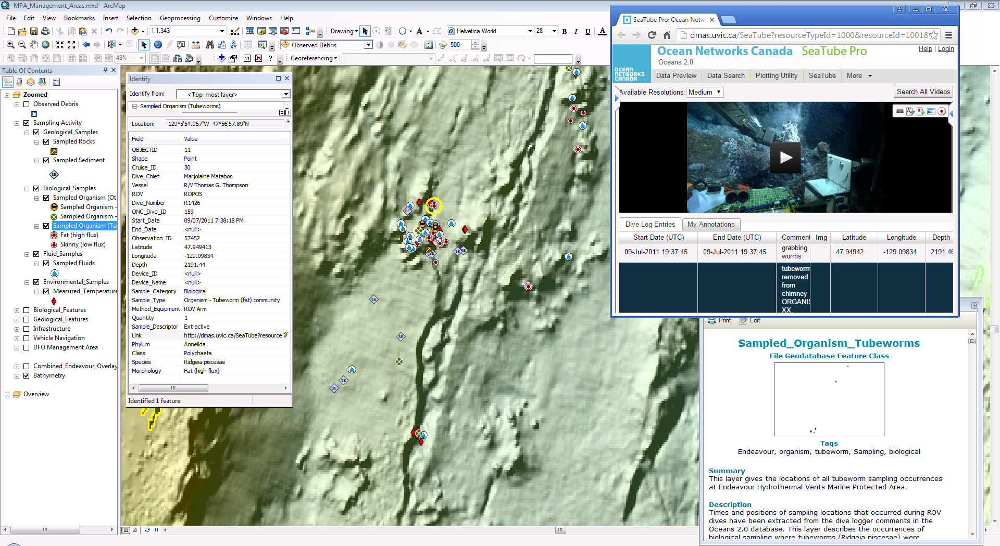 MPA_Management_Areas.mxd - ArcMap
File Edit View Bookmarks Insert Selection Geoprocessing Customize Windows Help
1:1,343
Drawing
Helvetica World
28
B I U A
Observed Debris
500
49%
Georeferencing
Table Of Contents
Zoomed
Observed Debris
Sampling Activity
Geological_Samples
Sampled Rocks
Sampled Sediment
SE
Biological_Samples
Sampled Organism (Ot
Sampled Organism -
Sampled Organism -
Sampled Organism (Tu
Fat (high flux)
Skinny (low flux)
Fluid_Samples
Sampled Fluids
Environmental_Samples
Measured_Temperature
Biological_Features
Geological_Features
Infrastructure
Vehicle Navigation
DFO Management Area
Combined_Endeavour_Overlay
Bathymetry
Overview
Identify
Identify from: <Top-most layer>
Sampled Organism (Tubeworms)
Location: 129°5'54.057"W 47°56'57.89"N
Field Value
OBJECTID 11
Shape Point
Cruise_ID 30
Dive_Chief Marjolaine Matabos
Vessel R/V Thomas G. Thompson
ROV ROPOS
Dive_Number R1426
ONC_Dive_ID 159
Start_Date 09/07/2011 7:38:18 PM
End_Date <null>
Observation_ID 57452
Latitude 47.949413
Longitude -129.09834
Depth 2191.44
Device_ID <null>
Device_Name <null>
Sample_Category Biological
Sample_Type Organism - Tubeworm (fat) community
Method_Equipment ROV Arm
Quantity 1
Sample_Descriptor Extractive
Link http://dmas.uvic.ca/SeaTube?resource
Phylum Annelida
Class Polychaeta
Species Ridgeia piscesae
Morphology Fat (high flux)
Identified 1 feature
SE
SE
SE
SE
SE
SE
SE
SE
SeaTube Pro: Ocean Netw
dmas.uvic.ca/SeaTube?resourceTypeId=1000&resourceId=10018
OCEAN
NETWORKS
CANADA
Ocean Networks Canada SeaTube Pro
Help | Login
Oceans 2.0
Data Preview Data Search Plotting Utility SeaTube More
Available Resolutions: Medium
Search All Videos
Dive Log Entries My Annotations
Start Date (UTC) End Date (UTC) Comment Img Latitude Longitude Depth
09-Jul-2011 19:37:45 09-Jul-2011 19:37:45 grabbing worms 47.94942 -129.09834 2191.46
tubeworm
removed
from
chimney
ORGANIS
XX.
Print Edit
Sampled_Organism_Tubeworms
File Geodatabase Feature Class
Tags
Endeavour, organism, tubeworm, Sampling, biological
Summary
This layer gives the locations of all tubeworm sampling occurrences
at Endeavour Hydrothermal Vents Marine Protected Area.
Description
Times and positions of sampling locations that occurred during ROV
dives have been extracted from the dive logger comments in the
Oceans 2.0 database. This layer describes the occurrences of
biological sampling where tubeworms (Ridgeia piscesae) were